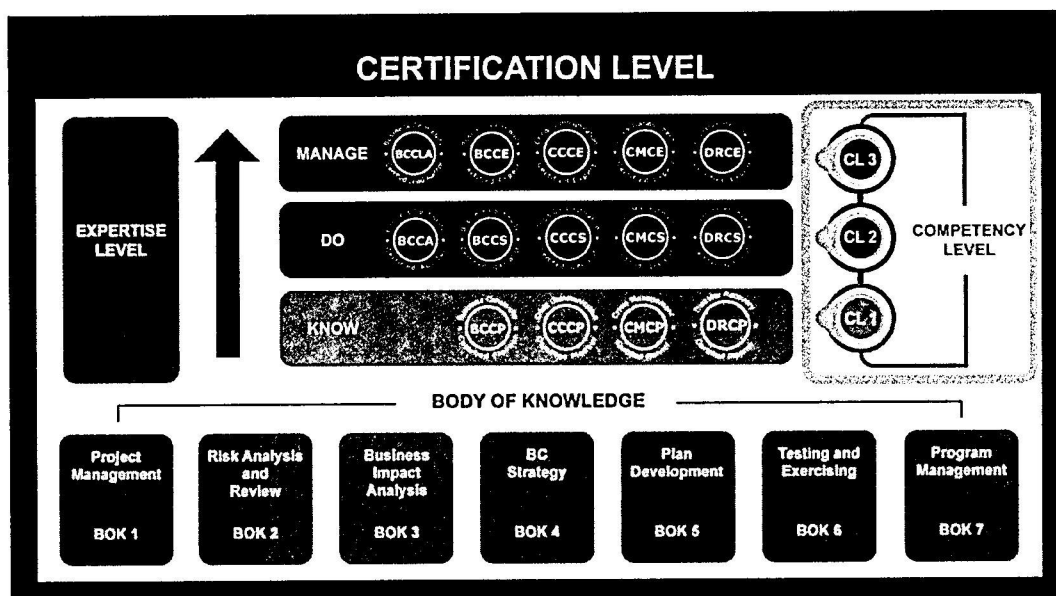 CERTIFICATION LEVEL
EXPERTISE
LEVEL
MANAGE
BCCLA
BCCE
CCCE
CMCE
DRCE
DO
BCCA
BCCS
CCCS
CMCS
DRCS
KNOW
BCCP
CCCP
CMCP
DRCP
CL 3
CL 2
CL 1
COMPETENCY
LEVEL
BODY OF KNOWLEDGE
Project
Management
BOK 1
Risk Analysis
and
Review
BOK 2
Business
Impact
Analysis
BOK 3
BC
Strategy
BOK 4
Plan
Development
BOK 5
Testing and
Exercising
BOK 6
Program
Management
BOK 7